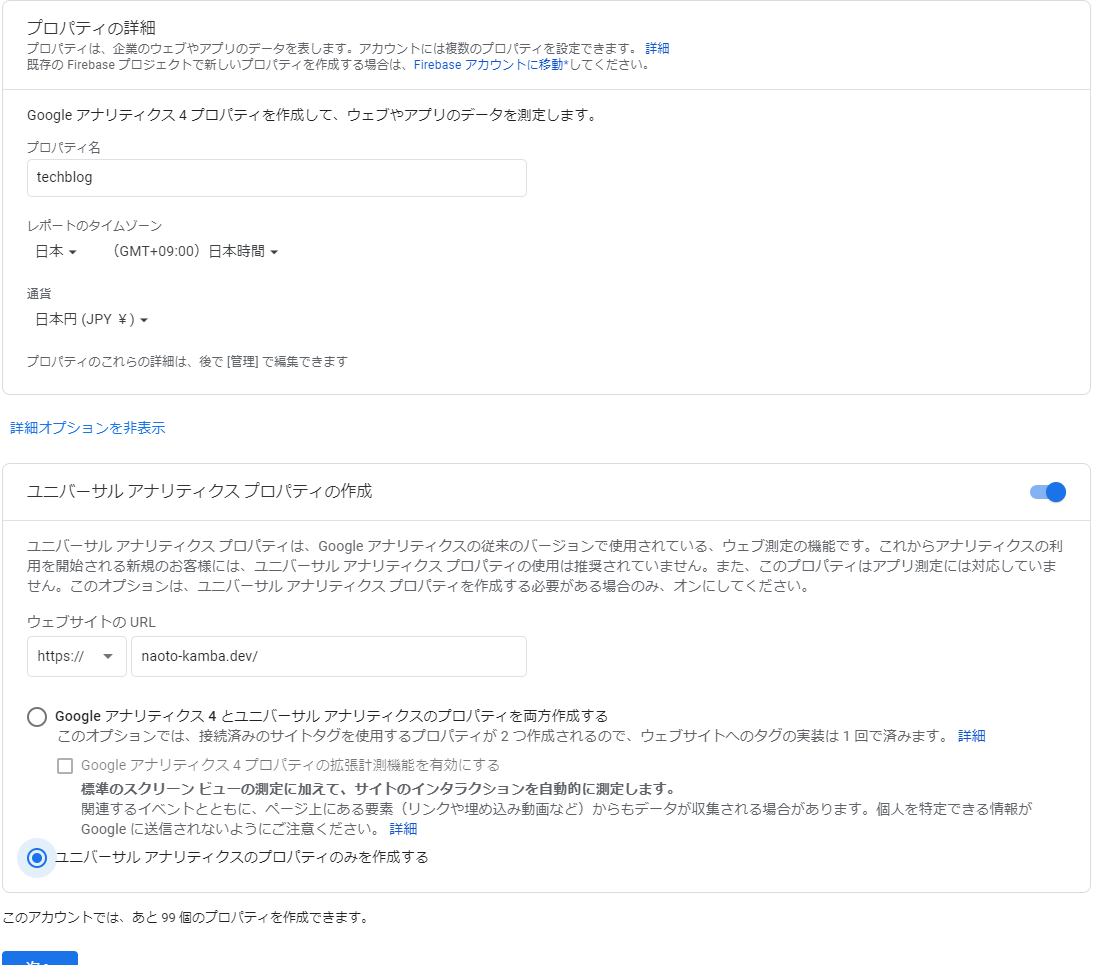 プロパティの詳細
プロパティは、企業のウェブやアプリのデータを表します。アカウントには複数のプロパティを設定できます。 詳細
既存の Firebase プロジェクトで新しいプロパティを作成する場合は、Firebase アカウントに移動*してください。
Google アナリティクス 4 プロパティを作成して、ウェブやアプリのデータを測定します。
プロパティ名
techblog
レポートのタイムゾーン
日本 (GMT+09:00) 日本時間
通貨
日本円 (JPY ¥)
プロパティのこれらの詳細は、後で [管理] で編集できます
詳細オプションを非表示
ユニバーサル アナリティクス プロパティの作成
ユニバーサル アナリティクス プロパティは、Google アナリティクスの従来のバージョンで使用されている、ウェブ測定の機能です。これからアナリティクスの利
用を開始される新規のお客様には、ユニバーサル アナリティクス プロパティの使用は推奨されていません。また、このプロパティはアプリ測定には対応していま
せん。このオプションは、ユニバーサル アナリティクス プロパティを作成する必要がある場合のみ、オンにしてください。
ウェブサイトの URL
https:// naoto-kamba.dev/
Google アナリティクス 4 とユニバーサル アナリティクスのプロパティを両方作成する
このオプションでは、接続済みのサイトタグを使用するプロパティが 2 つ作成されるので、ウェブサイトへのタグの実装は 1 回で済みます。 詳細
Google アナリティクス 4 プロパティの拡張計測機能を有効にする
標準のスクリーン ビューの測定に加えて、サイトのインタラクションを自動的に測定します。
関連するイベントとともに、ページ上にある要素（リンクや埋め込み動画など）からもデータが収集される場合があります。個人を特定できる情報が
Google に送信されないようにご注意ください。 詳細
ユニバーサル アナリティクスのプロパティのみを作成する
このアカウントでは、あと 99 個のプロパティを作成できます。